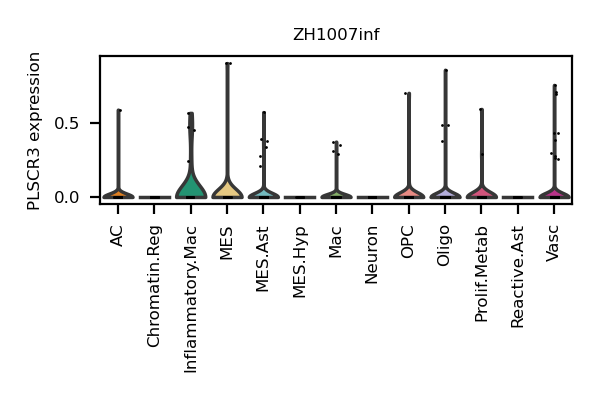 ZH1007inf
PLSCR3 expression
0.5
0.0
AC
Chromatin.Reg
Inflammatory.Mac
MES
MES.Ast
MES.Hyp
Mac
Neuron
OPC
Oligo
Prolif.Metab
Reactive.Ast
Vasc